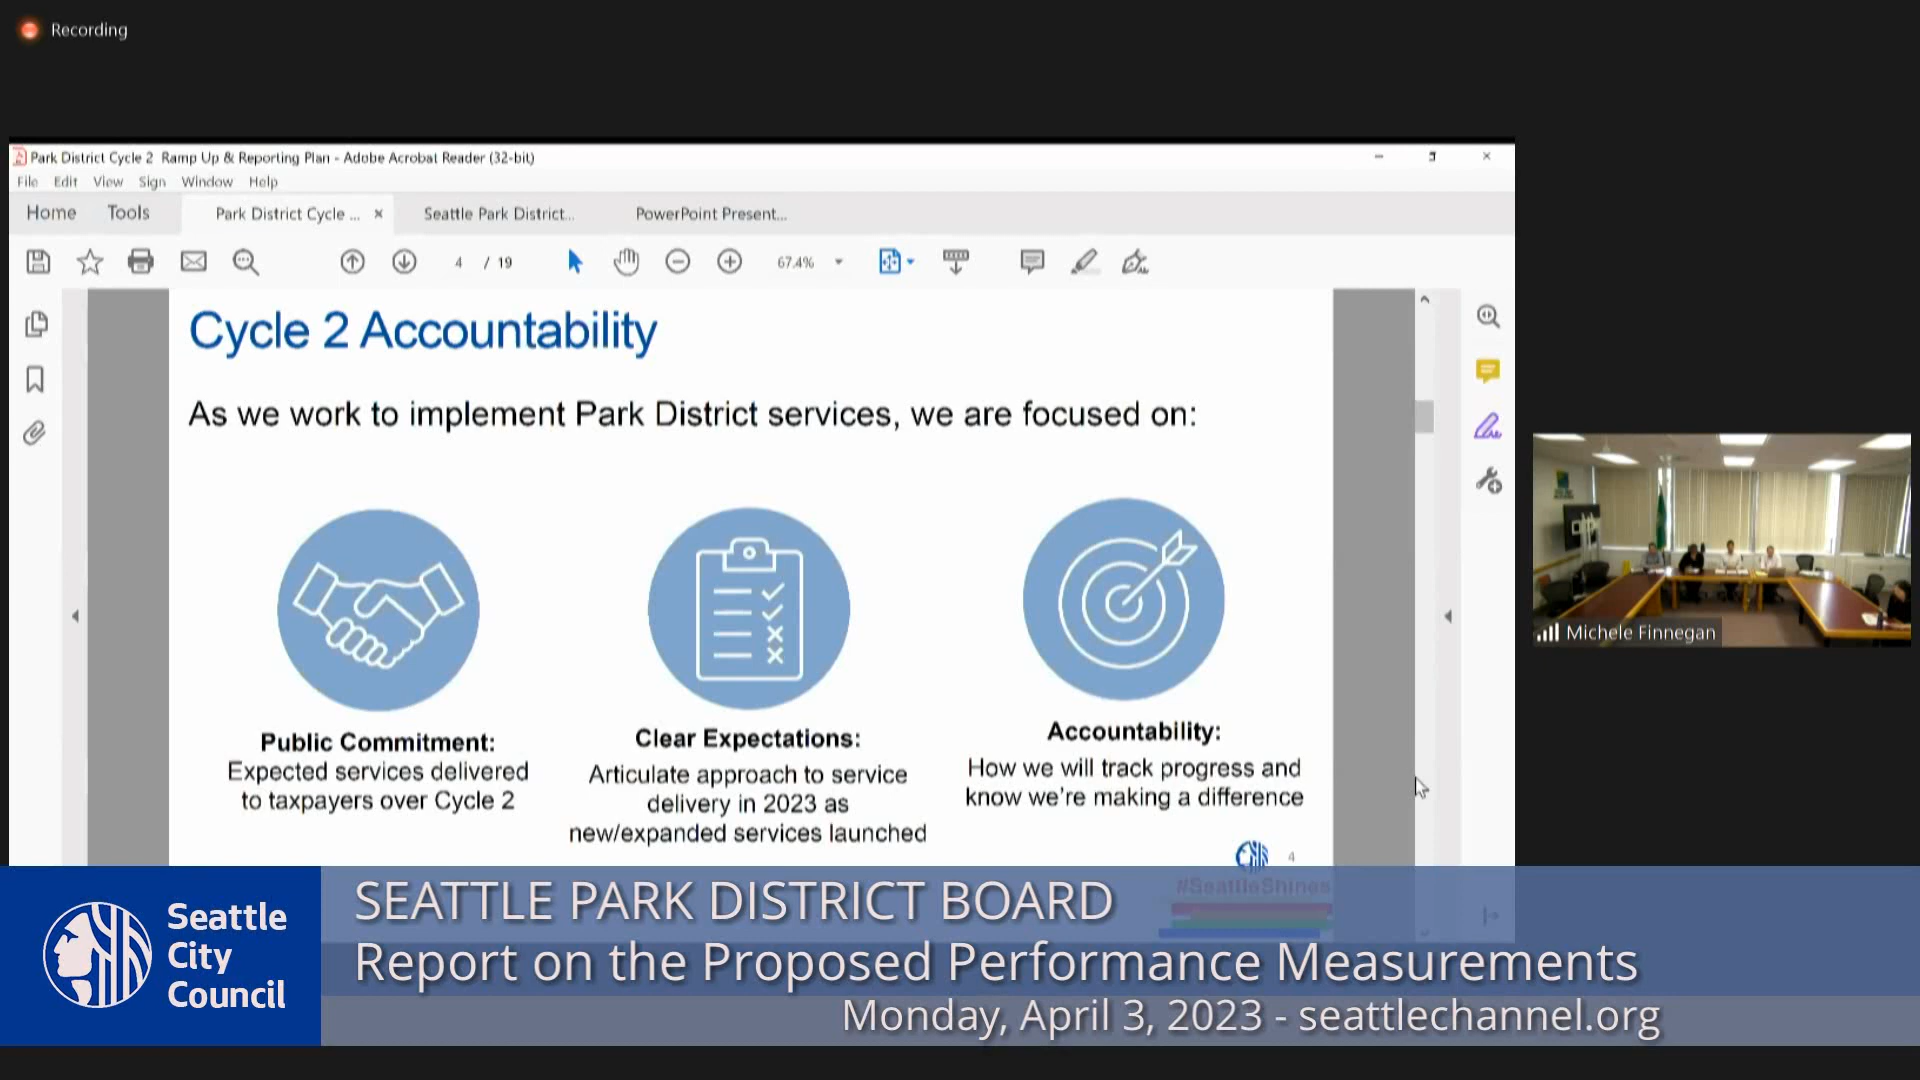 Recording
Park District Cycle 2 Ramp Up & Reporting Plan - Adobe Acrobat Reader (32-bit)
File Edit View Sign Window Help
Home Tools Park District Cycle ... × Seattle Park District... PowerPoint Present...
4 / 19 67.4%
Cycle 2 Accountability
As we work to implement Park District services, we are focused on:
Public Commitment:
Expected services delivered
to taxpayers over Cycle 2
Clear Expectations:
Articulate approach to service
delivery in 2023 as
new/expanded services launched
Accountability:
How we will track progress and
know we're making a difference
4
#SeattleShines
Michele Finnegan
Seattle
City
Council
SEATTLE PARK DISTRICT BOARD
Report on the Proposed Performance Measurements
Monday, April 3, 2023 - seattlechannel.org